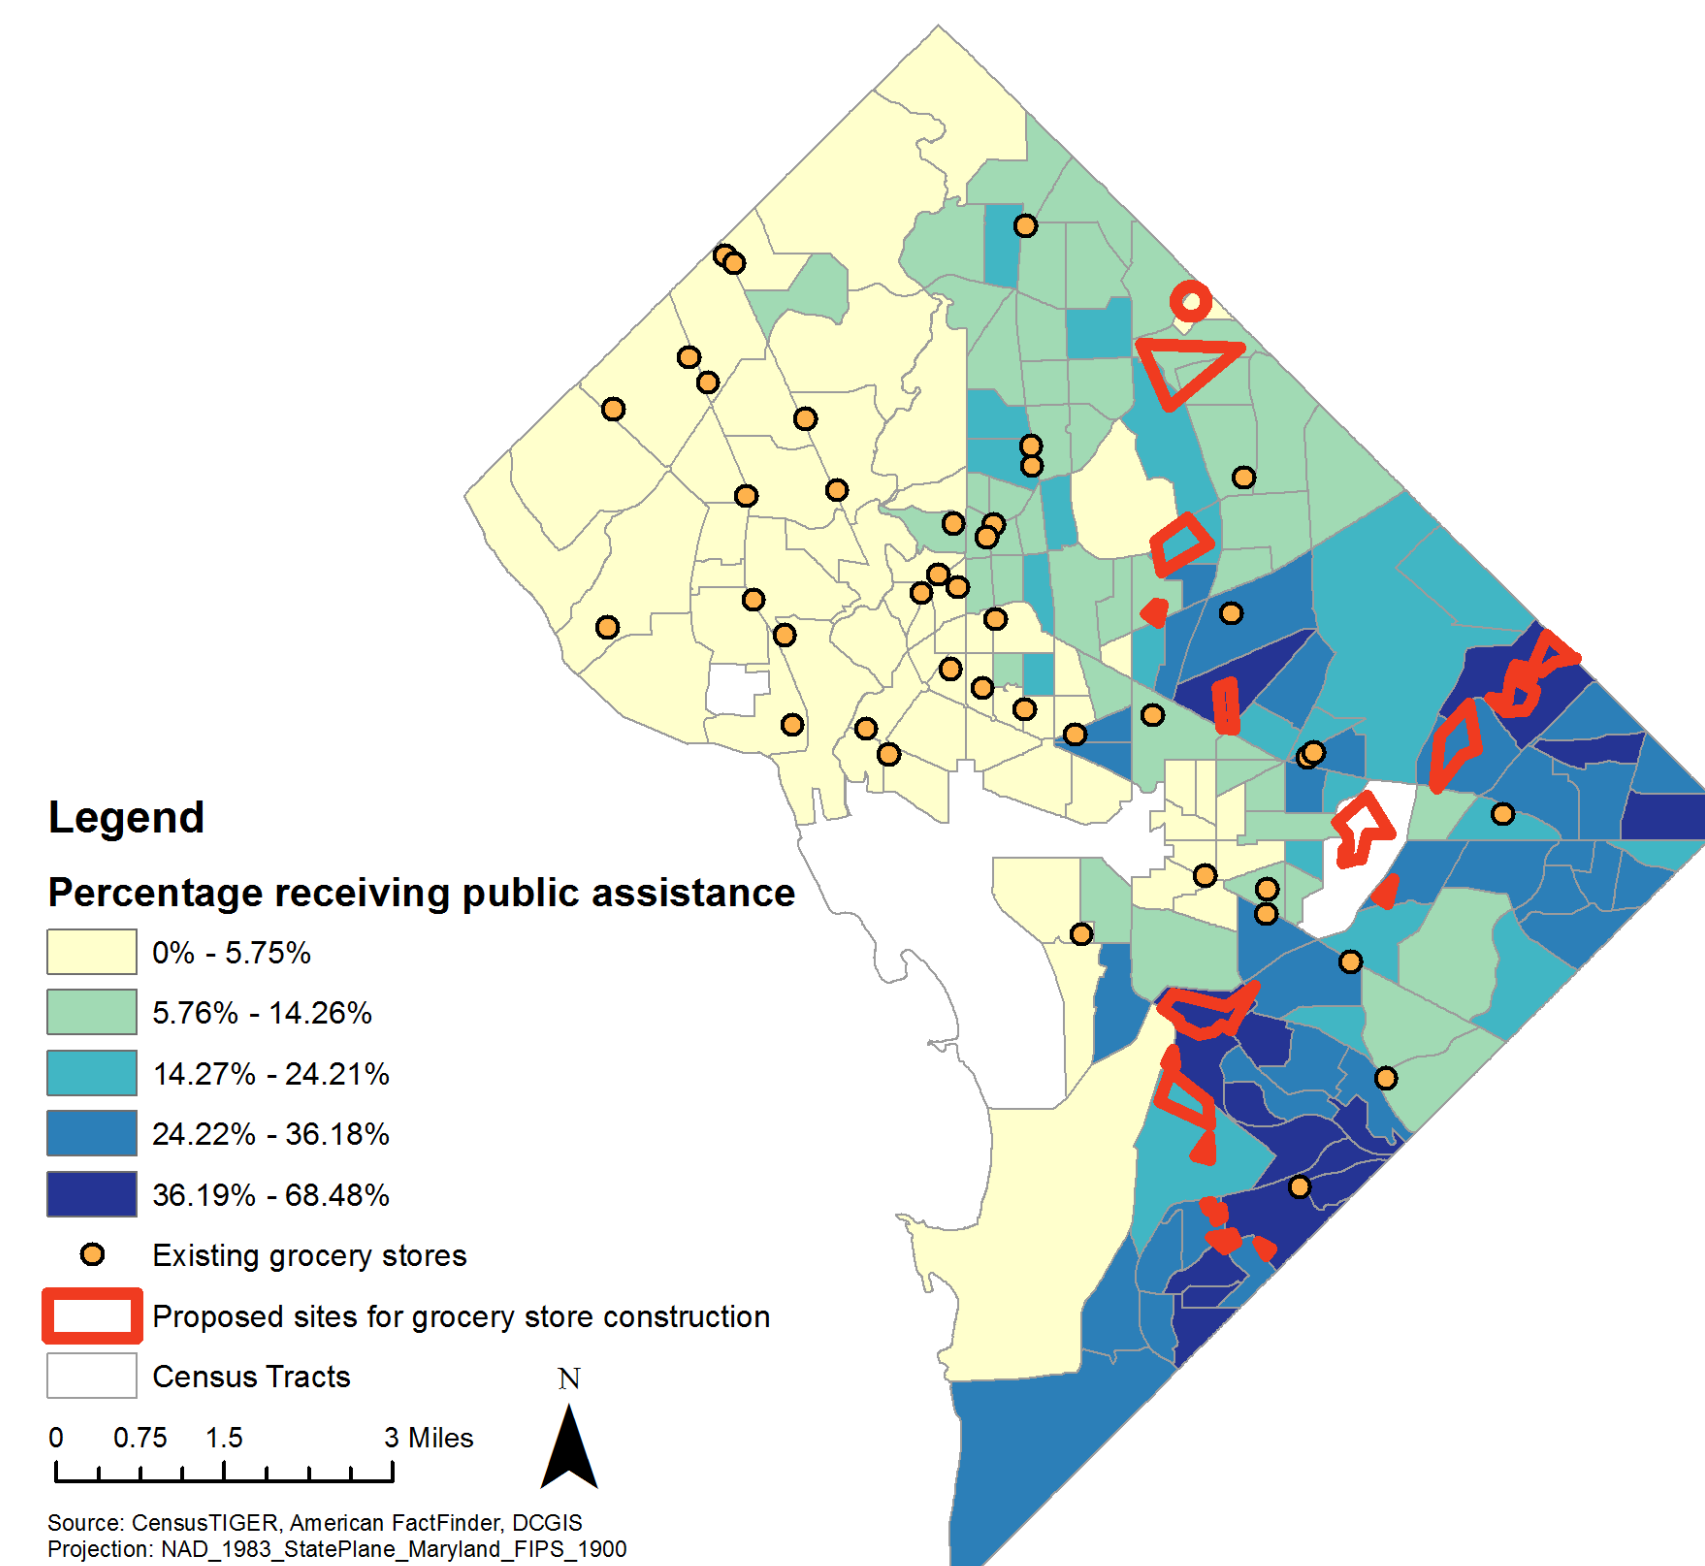 Legend
Percentage receiving public assistance
0% - 5.75%
5.76% - 14.26%
14.27% - 24.21%
24.22% - 36.18%
36.19% - 68.48%
Existing grocery stores
Proposed sites for grocery store construction
Census Tracts
N
0 0.75 1.5 3 Miles
Source: CensusTIGER, American FactFinder, DCGIS
Projection: NAD_1983_StatePlane_Maryland_FIPS_1900